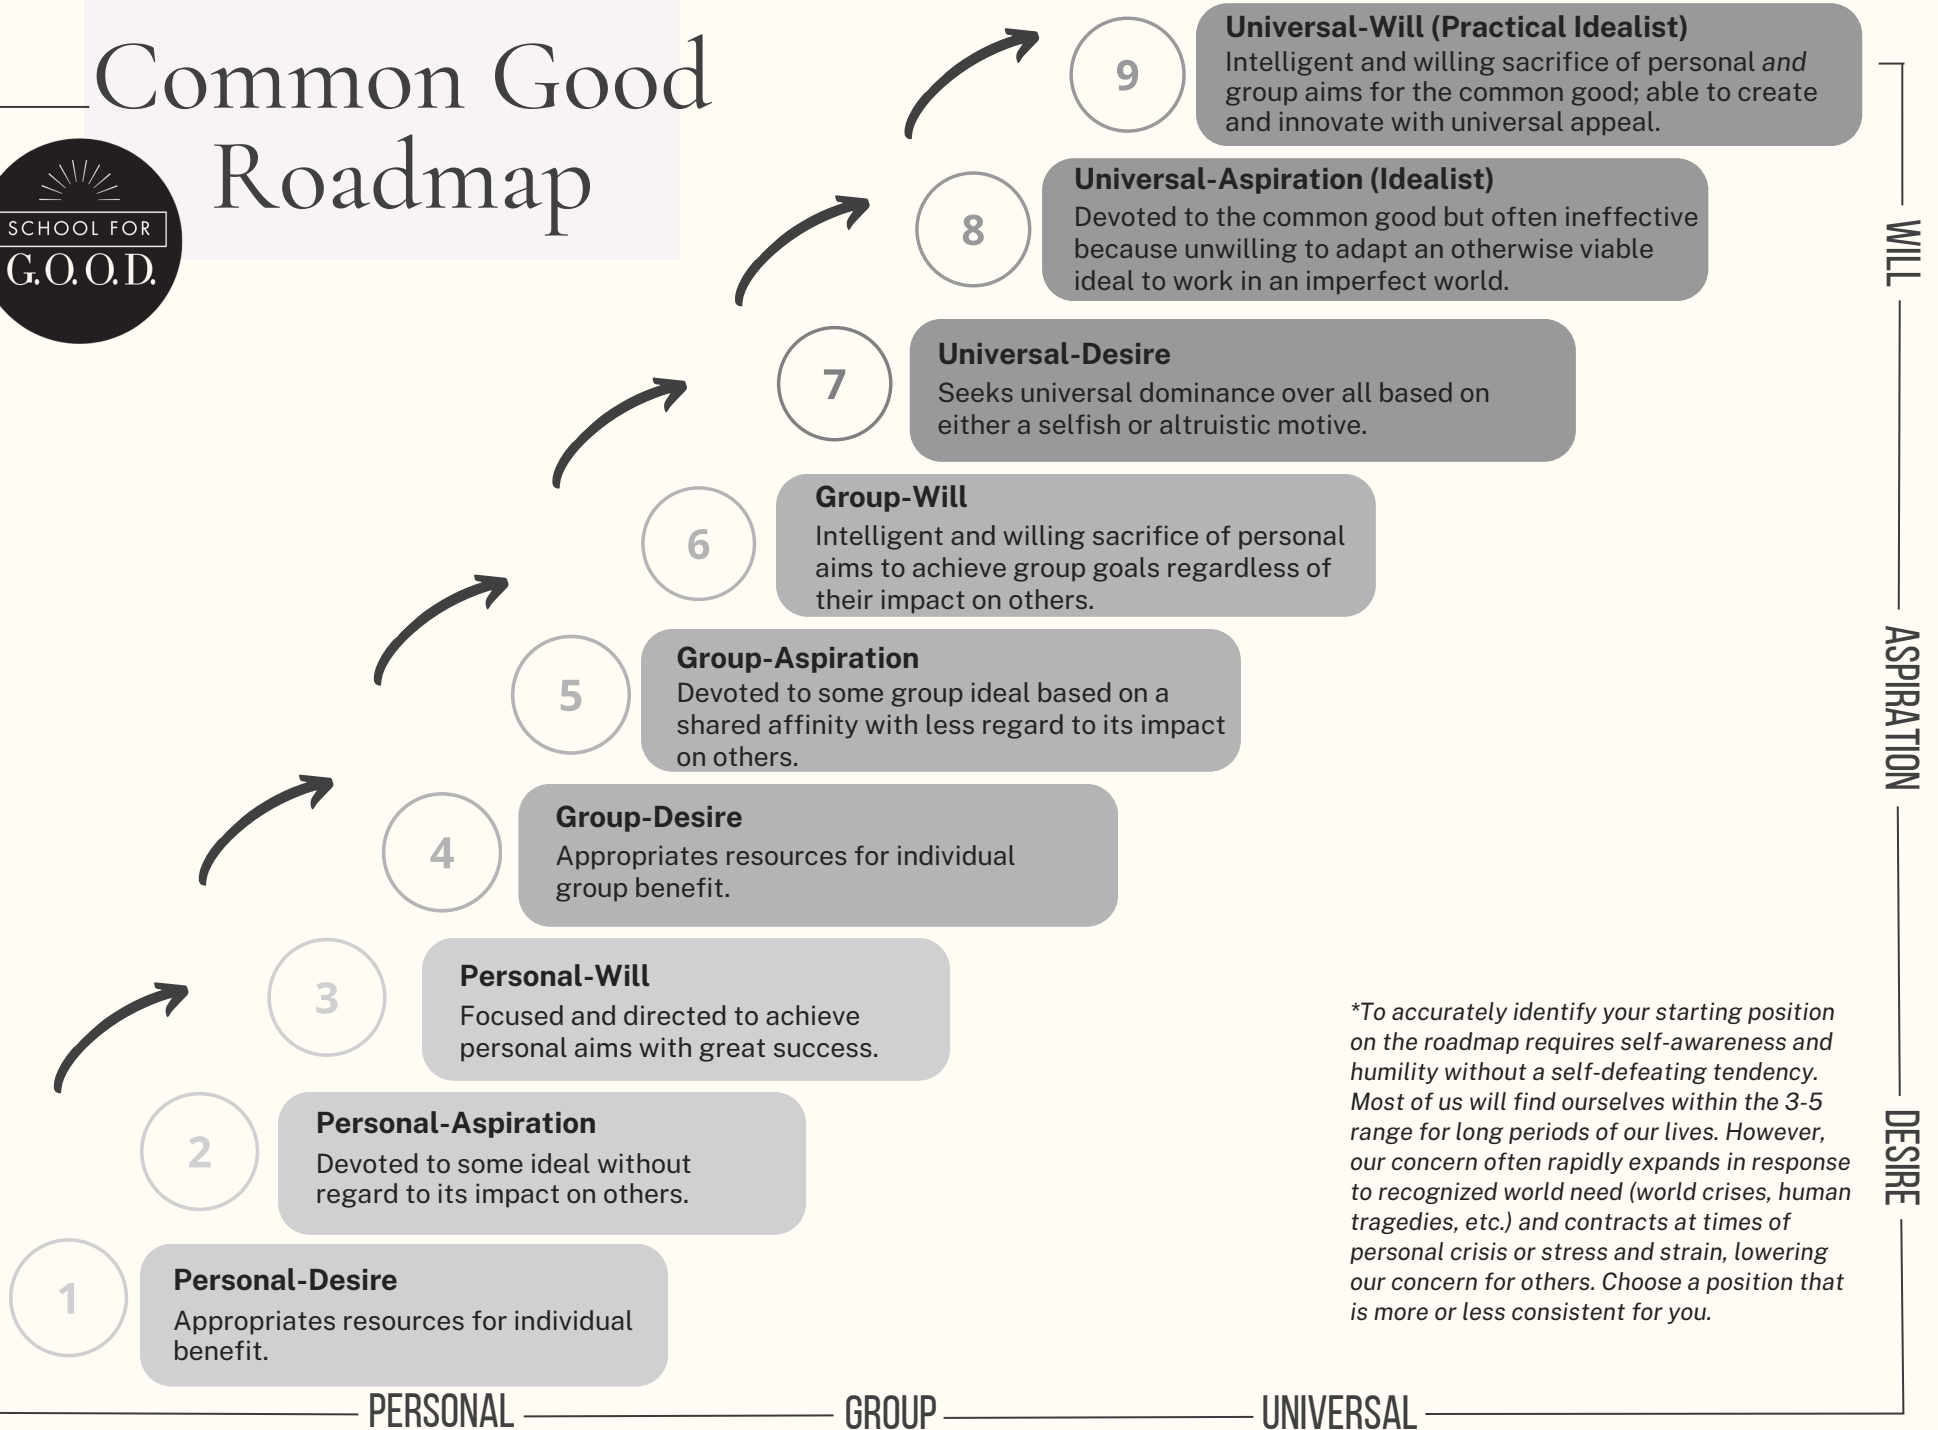 Common Good
Roadmap
SCHOOL FOR
G.O.O.D.
9
Universal-Will (Practical Idealist)
Intelligent and willing sacrifice of personal and
group aims for the common good; able to create
and innovate with universal appeal.
8
Universal-Aspiration (Idealist)
Devoted to the common good but often ineffective
because unwilling to adapt an otherwise viable
ideal to work in an imperfect world.
7
Universal-Desire
Seeks universal dominance over all based on
either a selfish or altruistic motive.
6
Group-Will
Intelligent and willing sacrifice of personal
aims to achieve group goals regardless of
their impact on others.
5
Group-Aspiration
Devoted to some group ideal based on a
shared affinity with less regard to its impact
on others.
4
Group-Desire
Appropriates resources for individual
group benefit.
3
Personal-Will
Focused and directed to achieve
personal aims with great success.
2
Personal-Aspiration
Devoted to some ideal without
regard to its impact on others.
1
Personal-Desire
Appropriates resources for individual
benefit.
*To accurately identify your starting position
on the roadmap requires self-awareness and
humility without a self-defeating tendency.
Most of us will find ourselves within the 3-5
range for long periods of our lives. However,
our concern often rapidly expands in response
to recognized world need (world crises, human
tragedies, etc.) and contracts at times of
personal crisis or stress and strain, lowering
our concern for others. Choose a position that
is more or less consistent for you.
WILL
ASPIRATION
DESIRE
PERSONAL
GROUP
UNIVERSAL